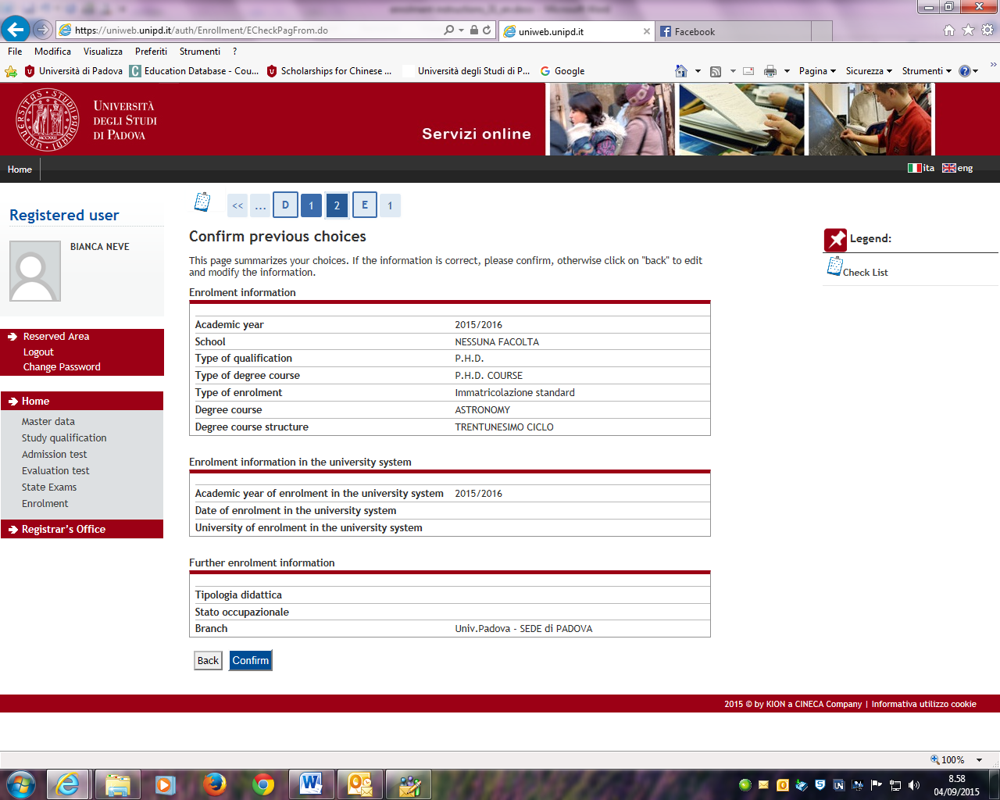 https://uniweb.unipd.it/auth/Enrollment/ECheckPagFrom.do
uniweb.unipd.it
Facebook
File Modifica Visualizza Preferiti Strumenti ?
Università di Padova Education Database - Cou... Scholarships for Chinese ... Università degli Studi di P... Google Pagina Sicurezza Strumenti
UNIVERSITÀ
DEGLI STUDI
DI PADOVA
Servizi online
Home ita eng
<< ... D 1 2 E 1
Registered user
BIANCA NEVE
Reserved Area
Logout
Change Password
Home
Master data
Study qualification
Admission test
Evaluation test
State Exams
Enrolment
Registrar's Office
Confirm previous choices
This page summarizes your choices. If the information is correct, please confirm, otherwise click on "back" to edit
and modify the information.
Enrolment information
Academic year 2015/2016
School NESSUNA FACOLTA
Type of qualification P.H.D.
Type of degree course P.H.D. COURSE
Type of enrolment Immatricolazione standard
Degree course ASTRONOMY
Degree course structure TRENTUNESIMO CICLO
Enrolment information in the university system
Academic year of enrolment in the university system 2015/2016
Date of enrolment in the university system
University of enrolment in the university system
Further enrolment information
Tipologia didattica
Stato occupazionale
Branch Univ.Padova - SEDE di PADOVA
Back Confirm
Legend:
Check List
2015 © by KION a CINECA Company | Informativa utilizzo cookie
100%
8.58
04/09/2015